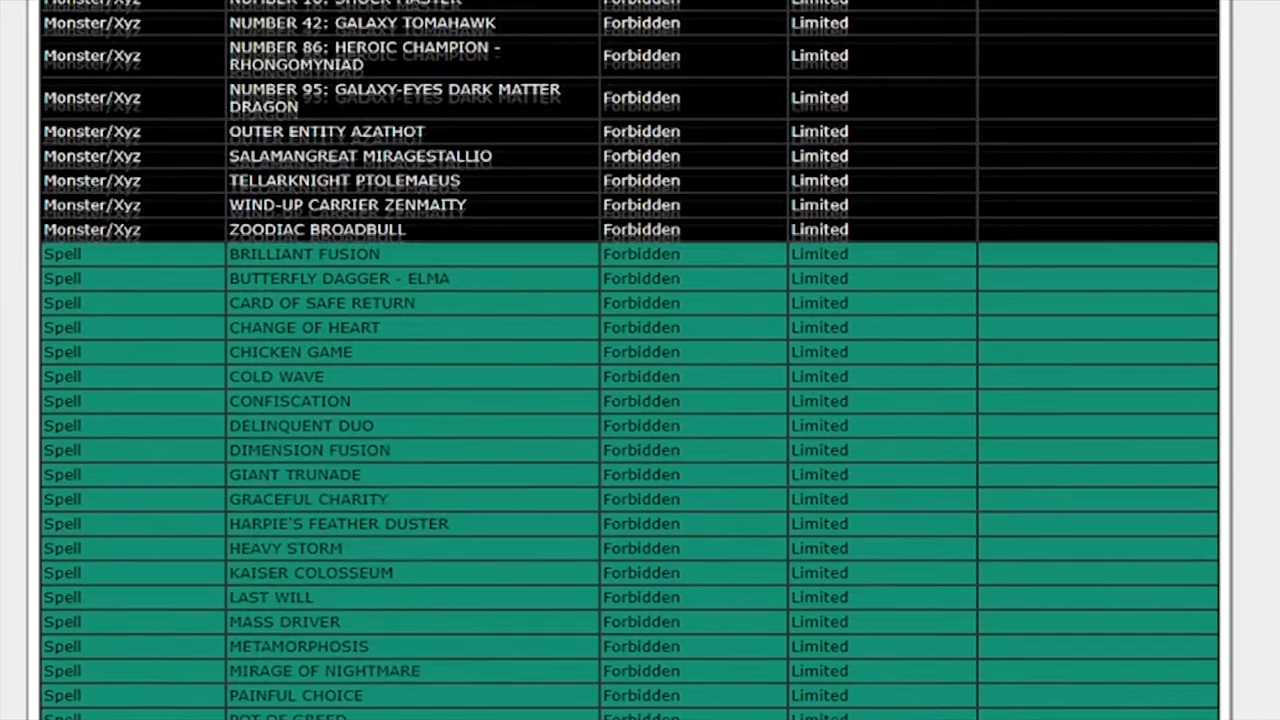 Monster/Xyz NUMBER 16: SHOCK MASTER Forbidden Limited
Monster/Xyz NUMBER 42: GALAXY TOMAHAWK Forbidden Limited
Monster/Xyz NUMBER 86: HEROIC CHAMPION - Forbidden Limited
RHONGOMYNIAD
Monster/Xyz NUMBER 95: GALAXY-EYES DARK MATTER Forbidden Limited
DRAGON
Monster/Xyz OUTER ENTITY AZATHOT Forbidden Limited
Monster/Xyz SALAMANGREAT MIRAGESTALLIO Forbidden Limited
Monster/Xyz TELLARKNIGHT PTOLEMAEUS Forbidden Limited
Monster/Xyz WIND-UP CARRIER ZENMAITY Forbidden Limited
Monster/Xyz ZOODIAC BROADBULL Forbidden Limited
Spell BRILLIANT FUSION Forbidden Limited
Spell BUTTERFLY DAGGER - ELMA Forbidden Limited
Spell CARD OF SAFE RETURN Forbidden Limited
Spell CHANGE OF HEART Forbidden Limited
Spell CHICKEN GAME Forbidden Limited
Spell COLD WAVE Forbidden Limited
Spell CONFISCATION Forbidden Limited
Spell DELINQUENT DUO Forbidden Limited
Spell DIMENSION FUSION Forbidden Limited
Spell GIANT TRUNADE Forbidden Limited
Spell GRACEFUL CHARITY Forbidden Limited
Spell HARPIE'S FEATHER DUSTER Forbidden Limited
Spell HEAVY STORM Forbidden Limited
Spell KAISER COLOSSEUM Forbidden Limited
Spell LAST WILL Forbidden Limited
Spell MASS DRIVER Forbidden Limited
Spell METAMORPHOSIS Forbidden Limited
Spell MIRAGE OF NIGHTMARE Forbidden Limited
Spell PAINFUL CHOICE Forbidden Limited
Spell POT OF GREED Forbidden Limited